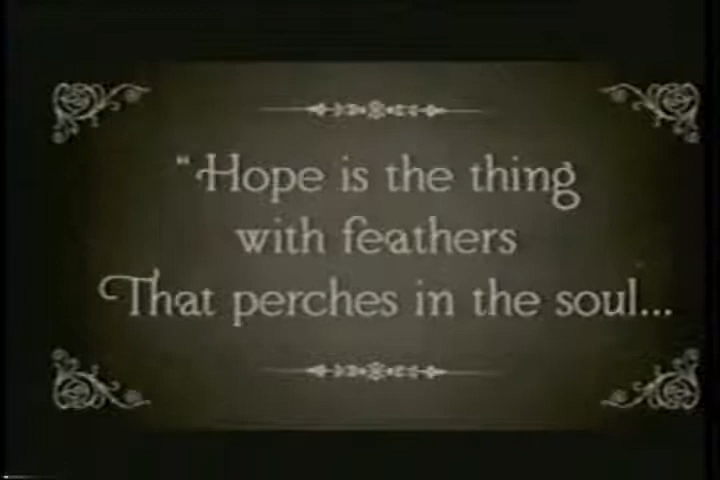 "Hope is the thing
with feathers
That perches in the soul...